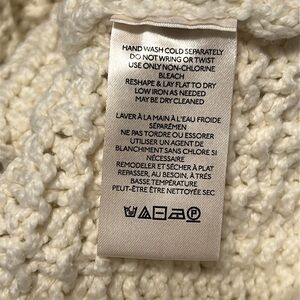 HAND WASH COLD SEPARATELY
DO NOT WRING OR TWIST
USE ONLY NON-CHLORINE
BLEACH
RESHAPE & LAY FLAT TO DRY
LOW IRON AS NEEDED
MAY BE DRY CLEANED
LAVER À LA MAIN À L'EAU FROIDE
SÉPARÉMEN
NE PAS TORDRE OU ESSORER
UTILISER UN AGENT DE
BLANCHIMENT SANS CHLORE SI
NÉCESSAIRE
REMODELER ET SÉCHER À PLAT
REPASSER, AU BESOIN, À TRÈS
BASSE TEMPÉRATURE
PEUT-ÊTRE ÊTRE NETTOYÉE SEC
P